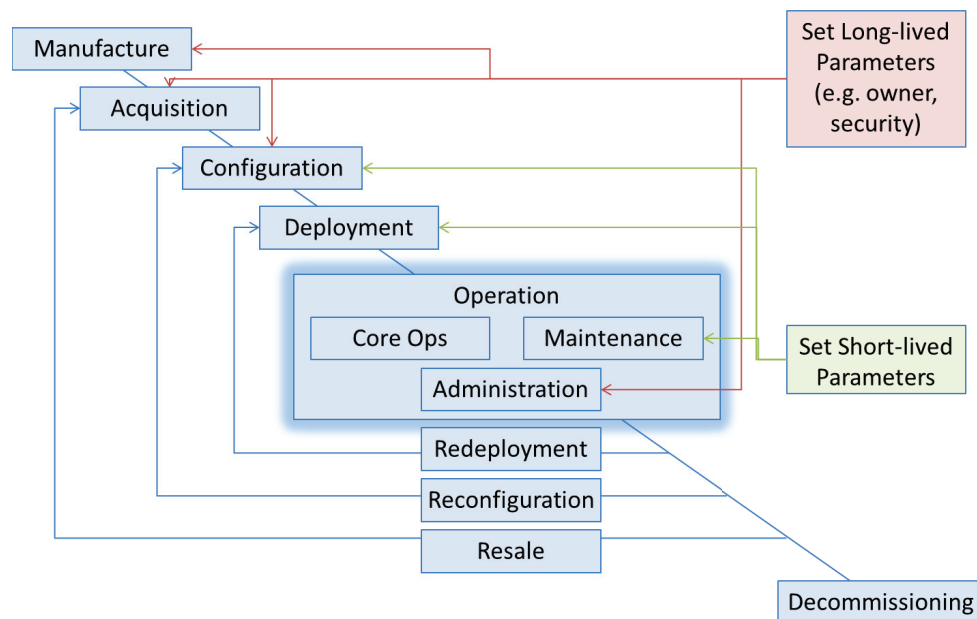 Manufacture
Set Long-lived
Parameters
(e.g. owner,
security)
Acquisition
Configuration
Deployment
Operation
Core Ops
Maintenance
Set Short-lived
Parameters
Administration
Redeployment
Reconfiguration
Resale
Decommissioning